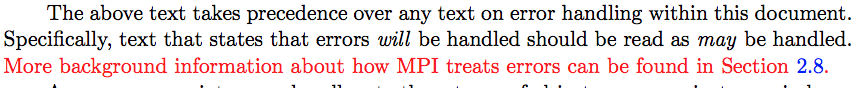 The above text takes precedence over any text on error handling within this document.
Specifically, text that states that errors will be handled should be read as may be handled.
More background information about how MPI treats errors can be found in Section 2.8.